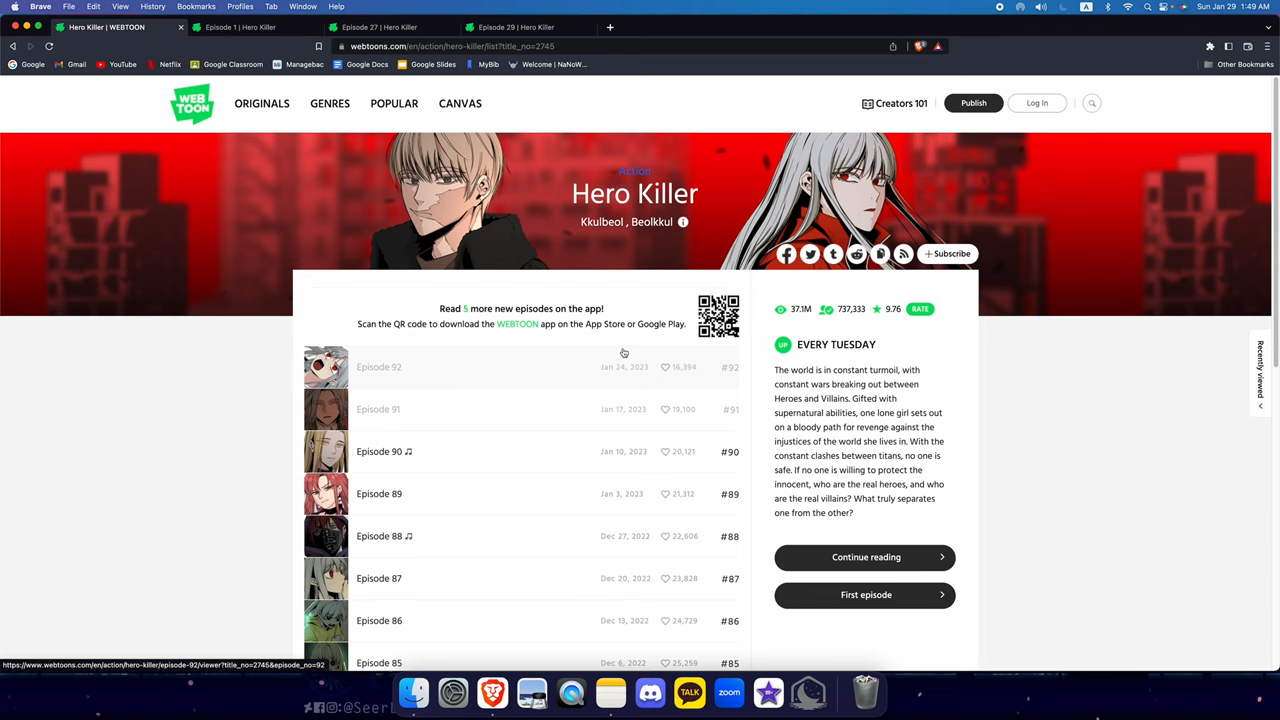 Brave File Edit View History Bookmarks Profiles Tab Window Help
A Sun Jan 29 1:49 AM
Hero Killer | WEBTOON Episode 1 | Hero Killer Episode 27 | Hero Killer Episode 29 | Hero Killer
webtoons.com/en/action/hero-killer/list?title_no=2745
Google Gmail YouTube Netflix Google Classroom Managebac Google Docs Google Slides MyBib Welcome | NaNoW... Other Bookmarks
WEB
TOON
ORIGINALS GENRES POPULAR CANVAS
Creators 101 Publish Log In
Action
Hero Killer
Kkulbeol , Beolkkul
+ Subscribe
Read 5 more new episodes on the app!
Scan the QR code to download the WEBTOON app on the App Store or Google Play.
Episode 92 Jan 24, 2023 16,394 #92
Episode 91 Jan 17, 2023 19,100 #91
Episode 90 ♫ Jan 10, 2023 20,121 #90
Episode 89 Jan 3, 2023 21,312 #89
Episode 88 ♫ Dec 27, 2022 22,606 #88
Episode 87 Dec 20, 2022 23,828 #87
Episode 86 Dec 13, 2022 24,729 #86
Episode 85 Dec 6, 2022 25,259 #85
37.1M 737,333 9.76 RATE
UP EVERY TUESDAY
The world is in constant turmoil, with
constant wars breaking out between
Heroes and Villains. Gifted with
supernatural abilities, one lone girl sets out
on a bloody path for revenge against the
injustices of the world she lives in. With the
constant clashes between titans, no one is
safe. If no one is willing to protect the
innocent, who are the real heroes, and who
are the real villains? What truly separates
one from the other?
Continue reading
First episode
Recently viewed
https://www.webtoons.com/en/action/hero-killer/episode-92/viewer?title_no=2745&episode_no=92
TALK
zoom